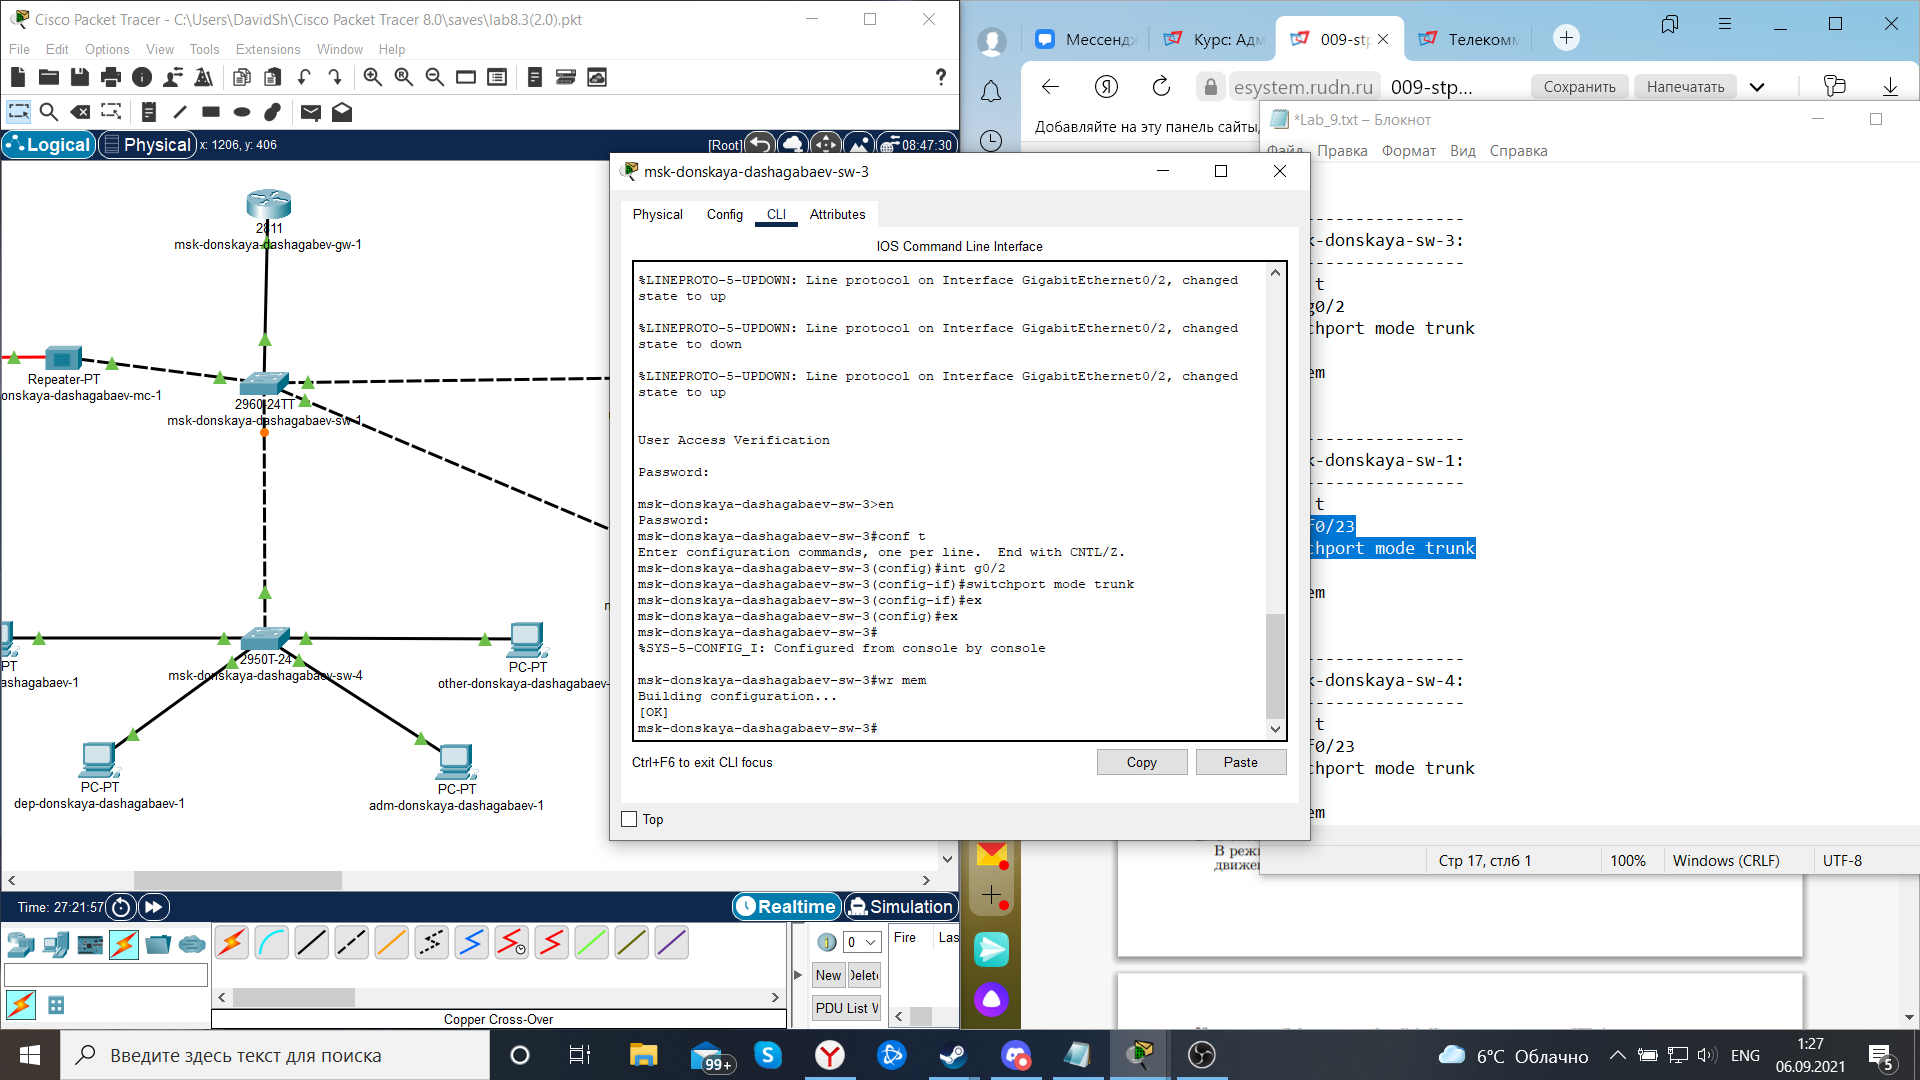 Cisco Packet Tracer - C:\Users\DavidSh\Cisco Packet Tracer 8.0\saves\lab8.3(2.0).pkt
File Edit Options View Tools Extensions Window Help
Logical
Physical
x: 1206, y: 406
[Root]
08:47:30
2811
msk-donskaya-dashagabev-gw-1
Repeater-PT
onskaya-dashagabaev-mc-1
2960-24TT
msk-donskaya-dashagabaev-sw-1
2950T-24
msk-donskaya-dashagabaev-sw-4
PT
ashagabaev-1
PC-PT
other-donskaya-dashagabaev-
PC-PT
dep-donskaya-dashagabaev-1
PC-PT
adm-donskaya-dashagabaev-1
Time: 27:21:57
Realtime
Simulation
0
Fire
Las
New
PDU List
Copper Cross-Over
msk-donskaya-dashagabaev-sw-3
Physical Config CLI Attributes
IOS Command Line Interface
%LINEPROTO-5-UPDOWN: Line protocol on Interface GigabitEthernet0/2, changed
state to up
%LINEPROTO-5-UPDOWN: Line protocol on Interface GigabitEthernet0/2, changed
state to down
%LINEPROTO-5-UPDOWN: Line protocol on Interface GigabitEthernet0/2, changed
state to up
User Access Verification
Password:
msk-donskaya-dashagabaev-sw-3>en
Password:
msk-donskaya-dashagabaev-sw-3#conf t
Enter configuration commands, one per line.  End with CNTL/Z.
msk-donskaya-dashagabaev-sw-3(config)#int g0/2
msk-donskaya-dashagabaev-sw-3(config-if)#switchport mode trunk
msk-donskaya-dashagabaev-sw-3(config-if)#ex
msk-donskaya-dashagabaev-sw-3(config)#ex
msk-donskaya-dashagabaev-sw-3#
%SYS-5-CONFIG_I: Configured from console by console
msk-donskaya-dashagabaev-sw-3#wr mem
Building configuration...
[OK]
msk-donskaya-dashagabaev-sw-3#
Ctrl+F6 to exit CLI focus
Copy
Paste
Top
Мессендж
Курс: Адм
009-stp
Телекомм
esystem.rudn.ru
009-stp...
Сохранить
Напечатать
Добавляйте на эту панель сайты,
*Lab_9.txt – Блокнот
Файл Правка Формат Вид Справка
---------------
k-donskaya-sw-3:
---------------
t
g0/2
chport mode trunk
em
---------------
k-donskaya-sw-1:
---------------
t
f0/23
chport mode trunk
em
---------------
k-donskaya-sw-4:
---------------
t
f0/23
chport mode trunk
em
Стр 17, стлб 1
100%
Windows (CRLF)
UTF-8
В режи
движен
Введите здесь текст для поиска
99+
6°C Облачно
ENG
1:27
06.09.2021
5